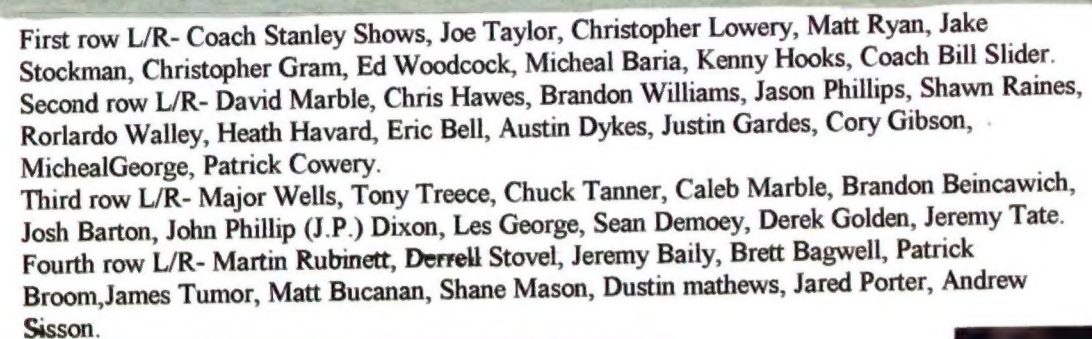 First row L/R- Coach Stanley Shows, Joe Taylor, Christopher Lowery, Matt Ryan, Jake
Stockman, Christopher Gram, Ed Woodcock, Micheal Baria, Kenny Hooks, Coach Bill Slider.
Second row L/R- David Marble, Chris Hawes, Brandon Williams, Jason Phillips, Shawn Raines,
Rorlardo Walley, Heath Havard, Eric Bell, Austin Dykes, Justin Gardes, Cory Gibson,
MichealGeorge, Patrick Cowery.
Third row L/R- Major Wells, Tony Treece, Chuck Tanner, Caleb Marble, Brandon Beincawich,
Josh Barton, John Phillip (J.P.) Dixon, Les George, Sean Demoey, Derek Golden, Jeremy Tate.
Fourth row L/R- Martin Rubinett, Derrell Stovel, Jeremy Baily, Brett Bagwell, Patrick
Broom,James Tumor, Matt Bucanan, Shane Mason, Dustin mathews, Jared Porter, Andrew
Sisson.